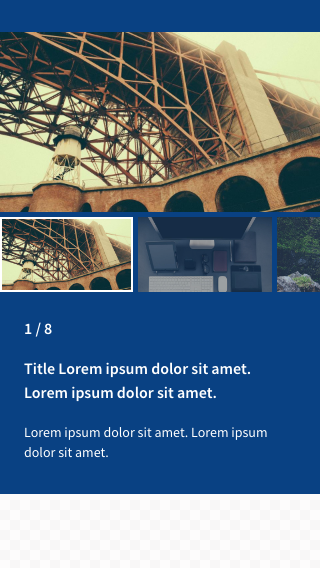 1 / 8
Title Lorem ipsum dolor sit amet.
Lorem ipsum dolor sit amet.
Lorem ipsum dolor sit amet. Lorem ipsum
dolor sit amet.